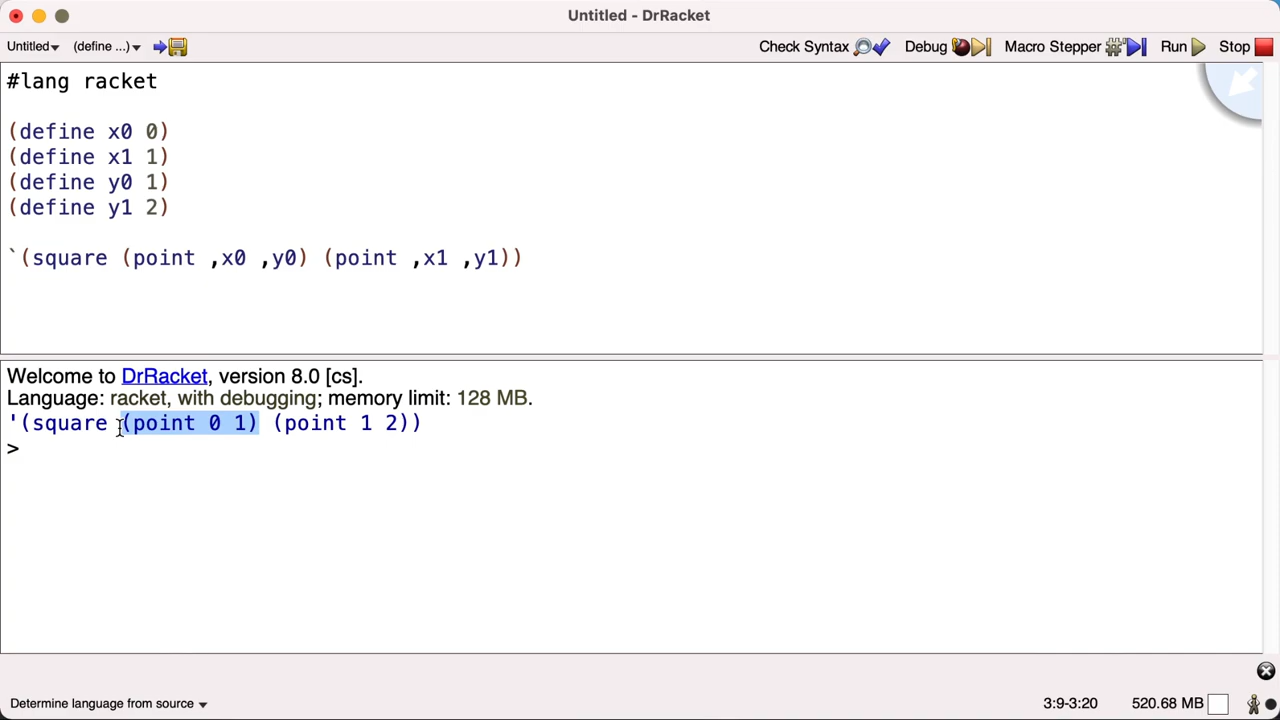 Untitled - DrRacket
Untitled (define ...) Check Syntax Debug Macro Stepper Run Stop
#lang racket
(define x0 0)
(define x1 1)
(define y0 1)
(define y1 2)
`(square (point ,x0 ,y0) (point ,x1 ,y1))
Welcome to DrRacket, version 8.0 [cs].
Language: racket, with debugging; memory limit: 128 MB.
'(square (point 0 1) (point 1 2))
>
Determine language from source 3:9-3:20 520.68 MB